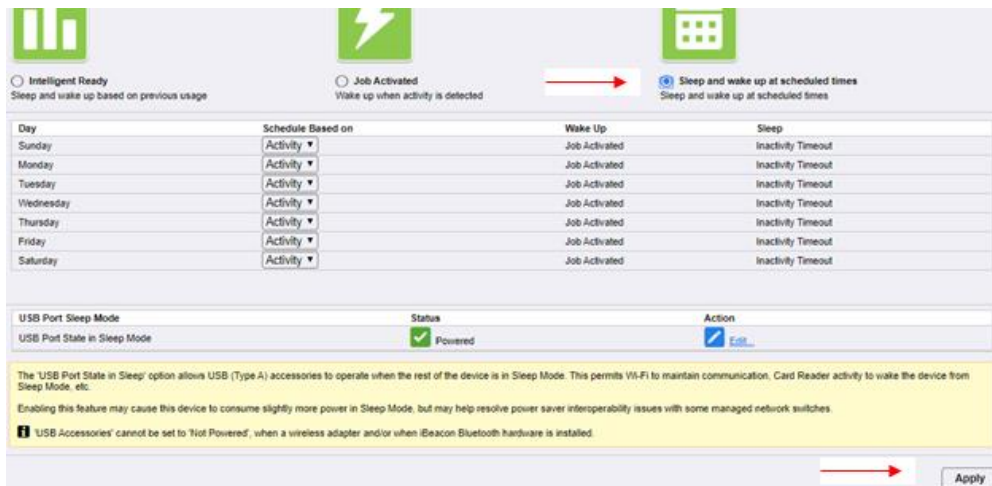 Intelligent Ready
Sleep and wake up based on previous usage
Job Activated
Wake up when activity is detected
Sleep and wake up at scheduled times
Sleep and wake up at scheduled times
Day Schedule Based on Wake Up Sleep
Sunday Activity Job Activated Inactivity Timeout
Monday Activity Job Activated Inactivity Timeout
Tuesday Activity Job Activated Inactivity Timeout
Wednesday Activity Job Activated Inactivity Timeout
Thursday Activity Job Activated Inactivity Timeout
Friday Activity Job Activated Inactivity Timeout
Saturday Activity Job Activated Inactivity Timeout
USB Port Sleep Mode Status Action
USB Port State in Sleep Mode Powered Edit...
The 'USB Port State in Sleep' option allows USB (Type A) accessories to operate when the rest of the device is in Sleep Mode. This permits Wi-Fi to maintain communication, Card Reader activity to wake the device from
Sleep Mode, etc.
Enabling this feature may cause this device to consume slightly more power in Sleep Mode, but may help resolve power saver interoperability issues with some managed network switches.
'USB Accessories' cannot be set to 'Not Powered', when a wireless adapter and/or when iBeacon Bluetooth hardware is installed.
Apply